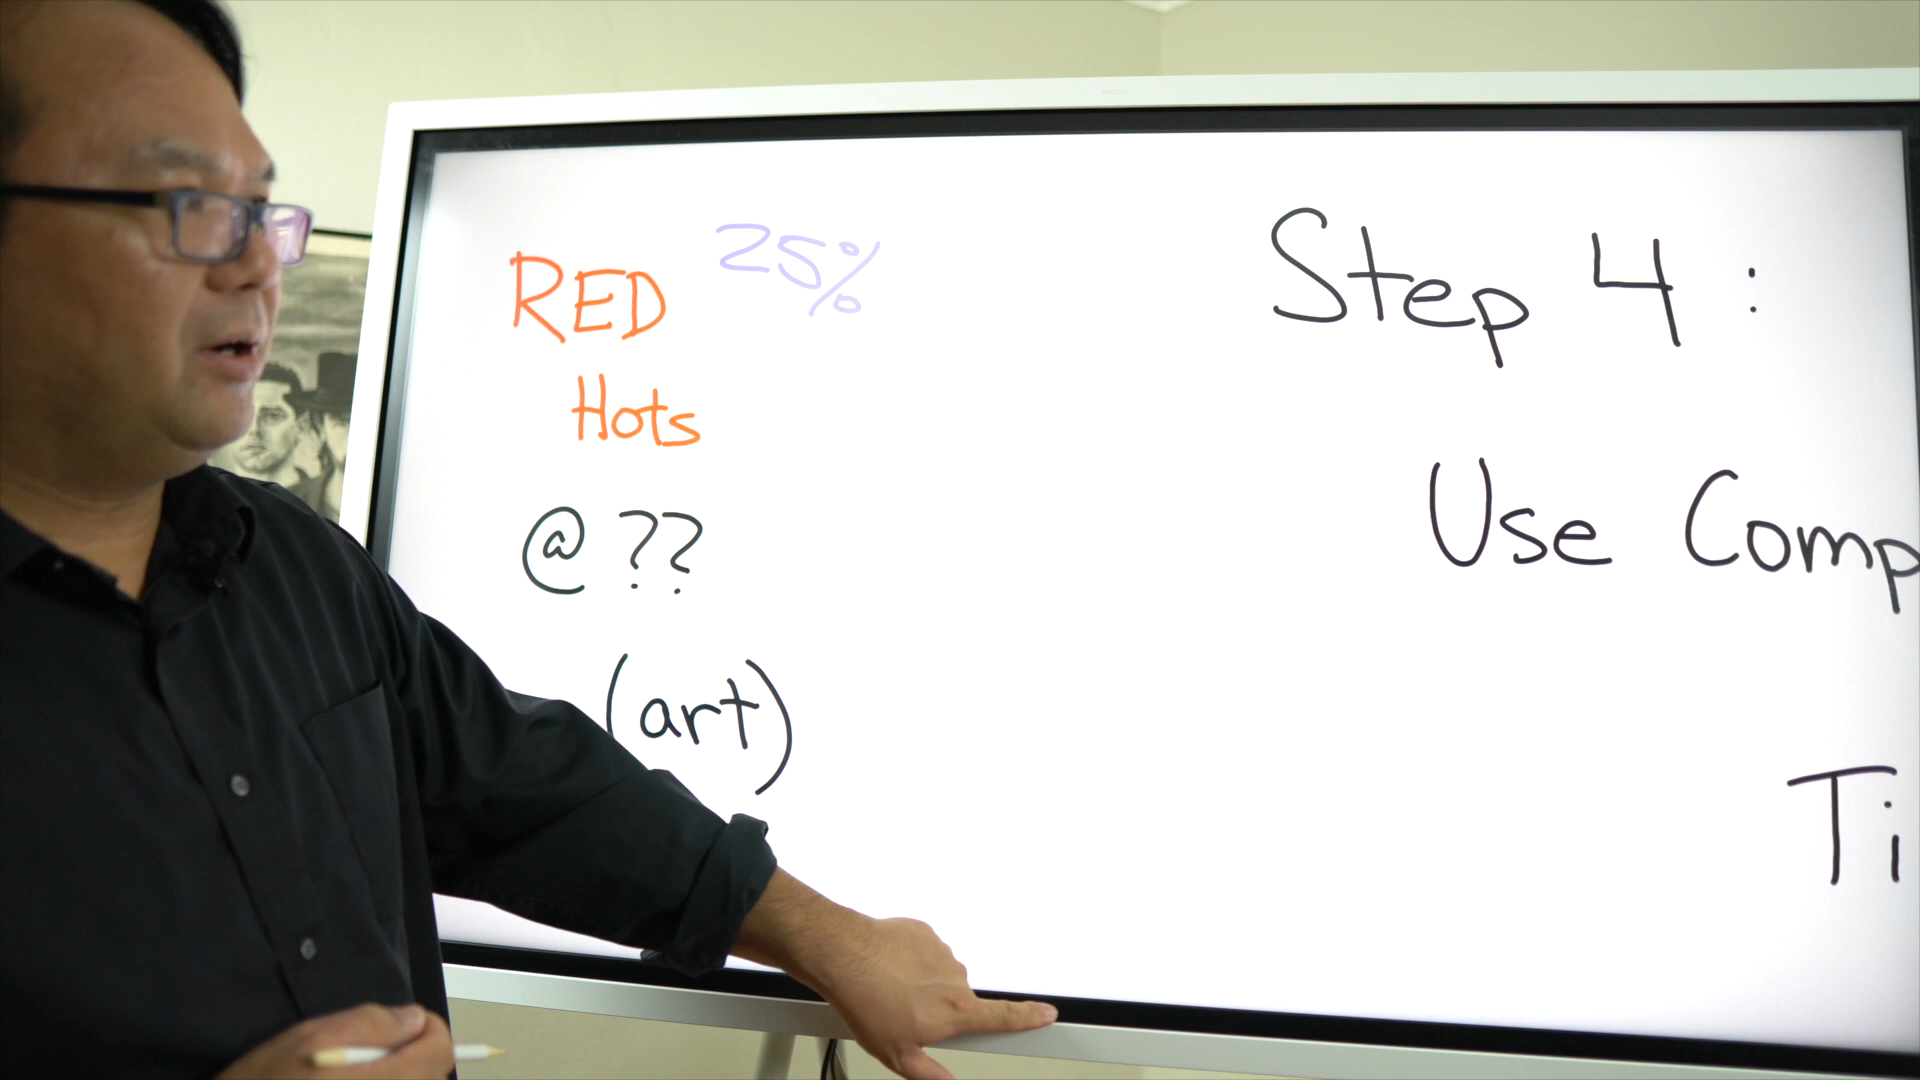 RED 25%
Hots
@ ??
(art)
Step 4:
Use Comp
Ti